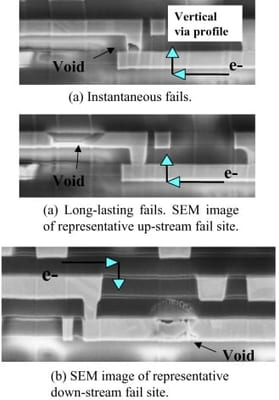 Vertical
via profile
Void
e-
(a) Instantaneous fails.
Void
e-
(a) Long-lasting fails. SEM image
of representative up-stream fail site.
e-
Void
(b) SEM image of representative
down-stream fail site.